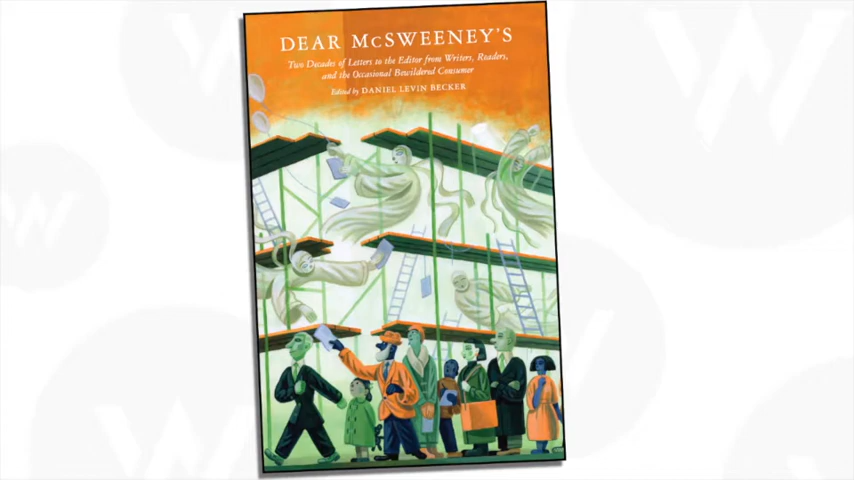 DEAR McSWEENEY'S
Two Decades of Letters to the Editor from Writers, Readers,
and the Occasional Bewildered Consumer
Edited by DANIEL LEVIN BECKER